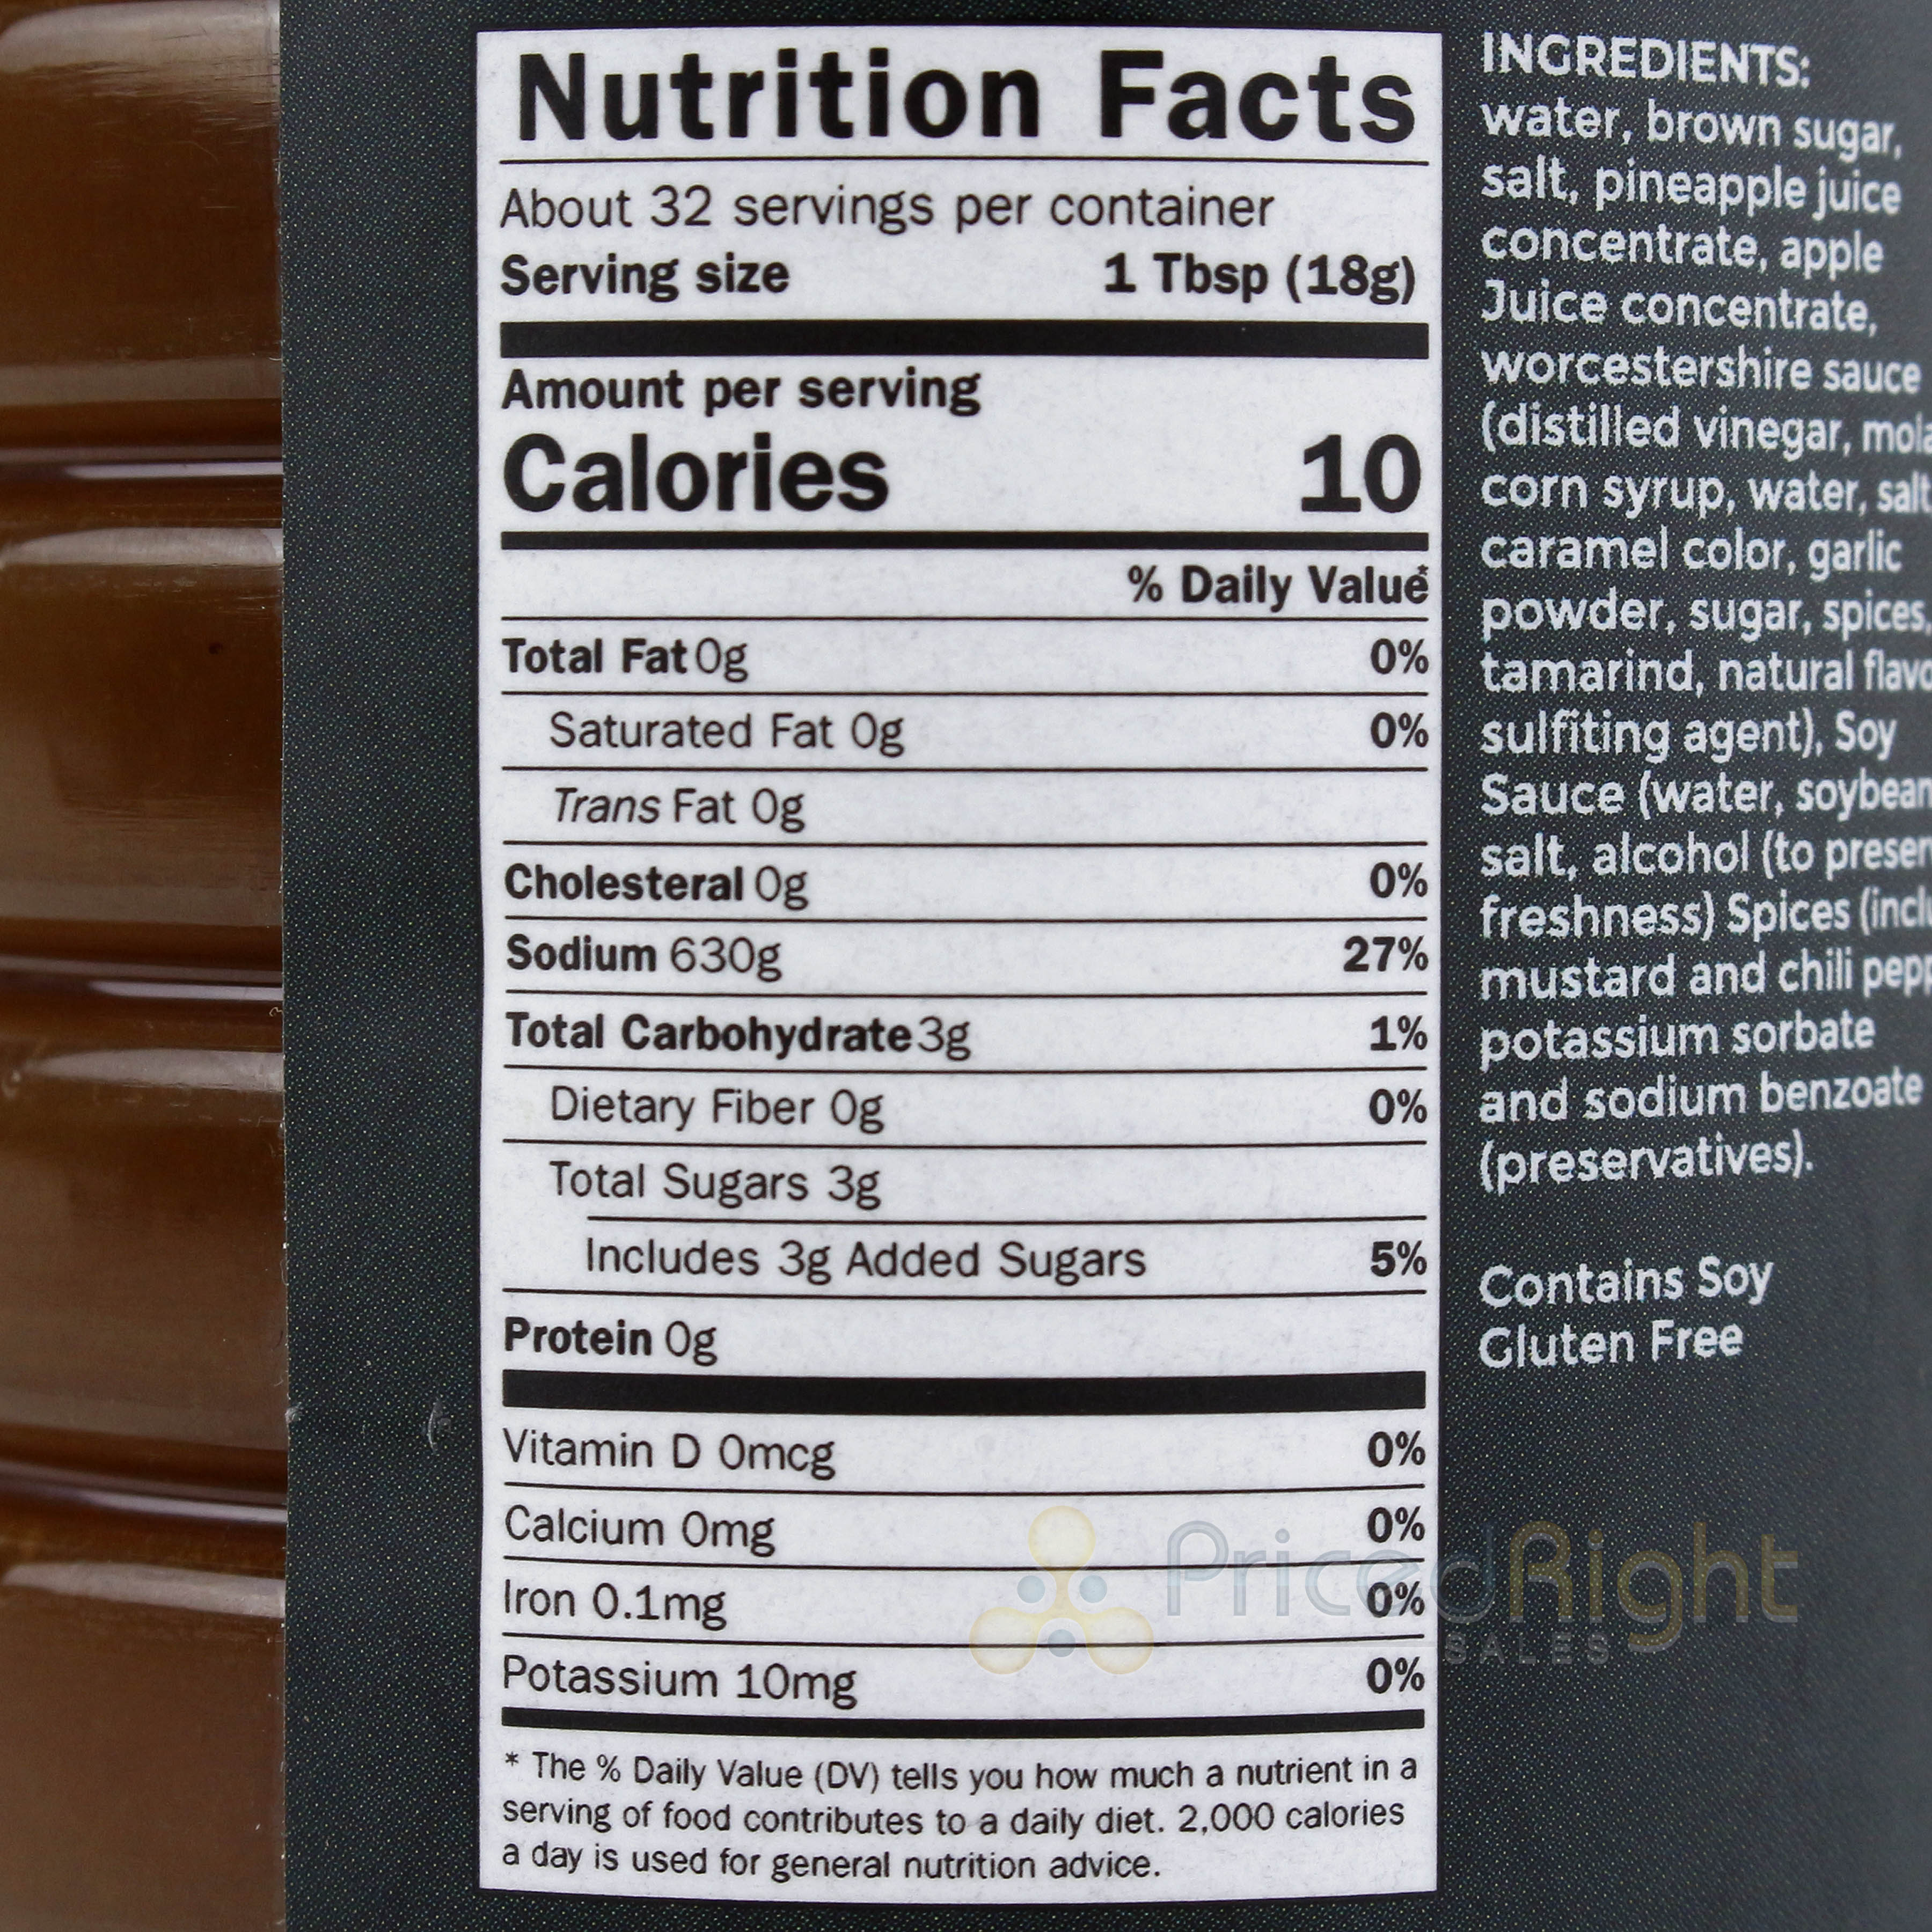 Nutrition Facts
About 32 servings per container
Serving size 1 Tbsp (18g)
Amount per serving
Calories 10
% Daily Value*
Total Fat 0g 0%
Saturated Fat 0g 0%
Trans Fat 0g
Cholesteral 0g 0%
Sodium 630g 27%
Total Carbohydrate 3g 1%
Dietary Fiber 0g 0%
Total Sugars 3g
Includes 3g Added Sugars 5%
Protein 0g
Vitamin D 0mcg 0%
Calcium 0mg 0%
Iron 0.1mg 0%
Potassium 10mg 0%
* The % Daily Value (DV) tells you how much a nutrient in a
serving of food contributes to a daily diet. 2,000 calories
a day is used for general nutrition advice.
INGREDIENTS:
water, brown sugar,
salt, pineapple juice
concentrate, apple
Juice concentrate,
worcestershire sauce
(distilled vinegar,
corn syrup, water, salt
caramel color, garlic
powder, sugar, spices,
tamarind, natural
sulfiting agent), Soy
Sauce (water,
salt, alcohol (to
freshness) Spices
mustard and chili
potassium sorbate
and sodium benzoate
(preservatives).
Contains Soy
Gluten Free
PricedRight
SALES